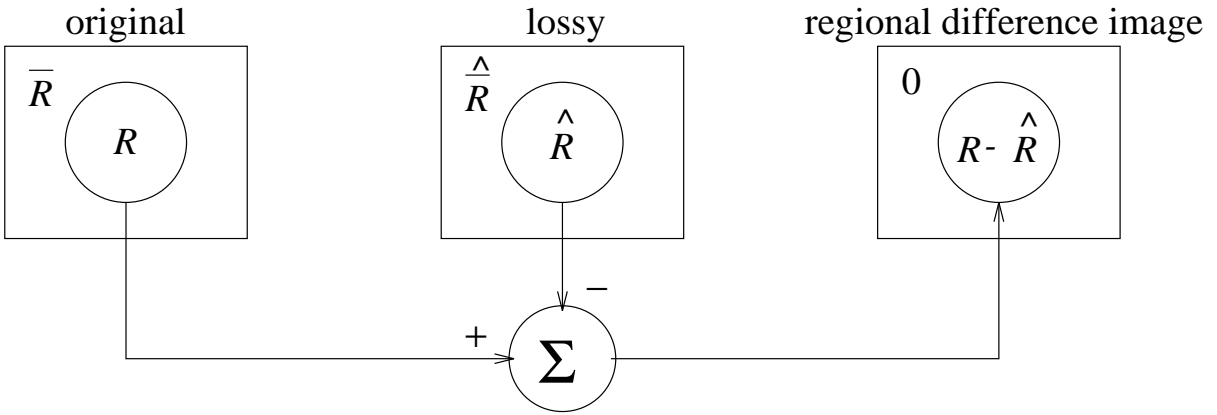 original lossy regional difference image
R̅ R R̅̂ R̂ 0 R- R̂
−
+
Σ